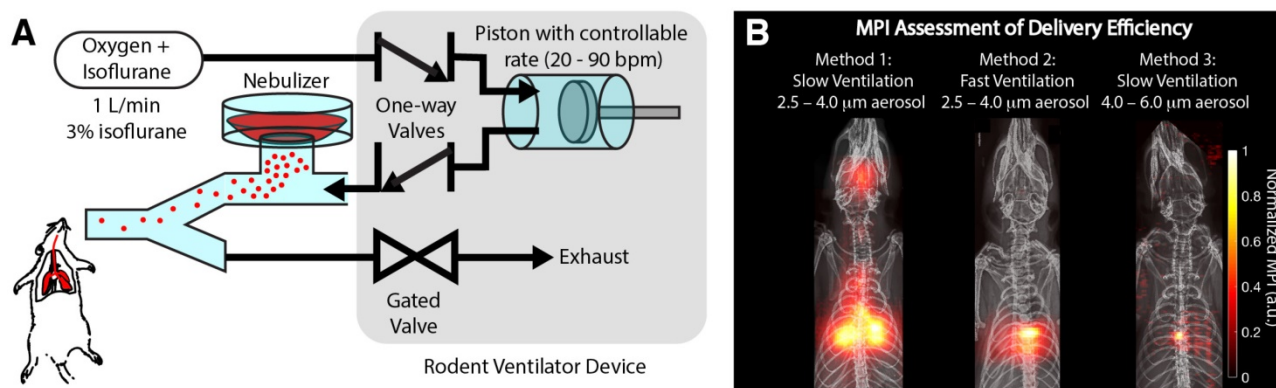 A
Oxygen +
Isoflurane
1 L/min
3% isoflurane
Nebulizer
One-way
Valves
Piston with controllable
rate (20 - 90 bpm)
Exhaust
Gated
Valve
Rodent Ventilator Device
B
MPI Assessment of Delivery Efficiency
Method 1:
Slow Ventilation
2.5 – 4.0 μm aerosol
Method 2:
Fast Ventilation
2.5 – 4.0 μm aerosol
Method 3:
Slow Ventilation
4.0 – 6.0 μm aerosol
1
0.8
0.6
0.4
0.2
0
Normalized MPI (a.u.)